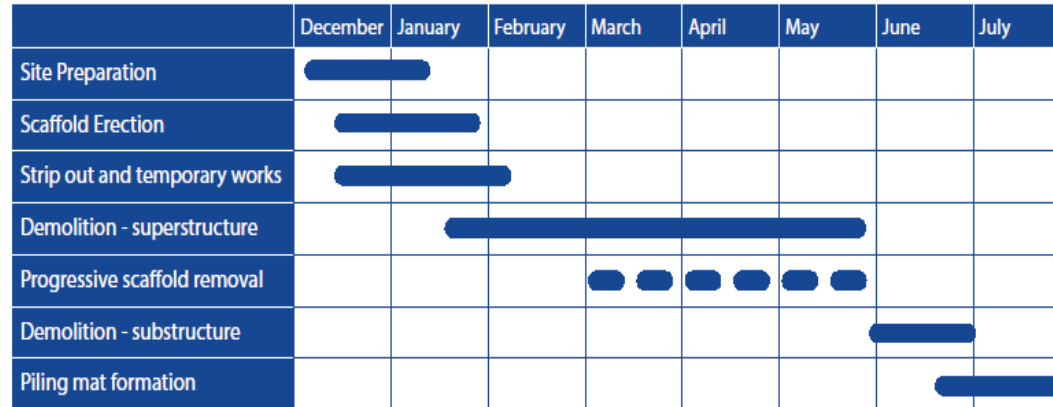 December January February March April May June July
Site Preparation
Scaffold Erection
Strip out and temporary works
Demolition - superstructure
Progressive scaffold removal
Demolition - substructure
Piling mat formation